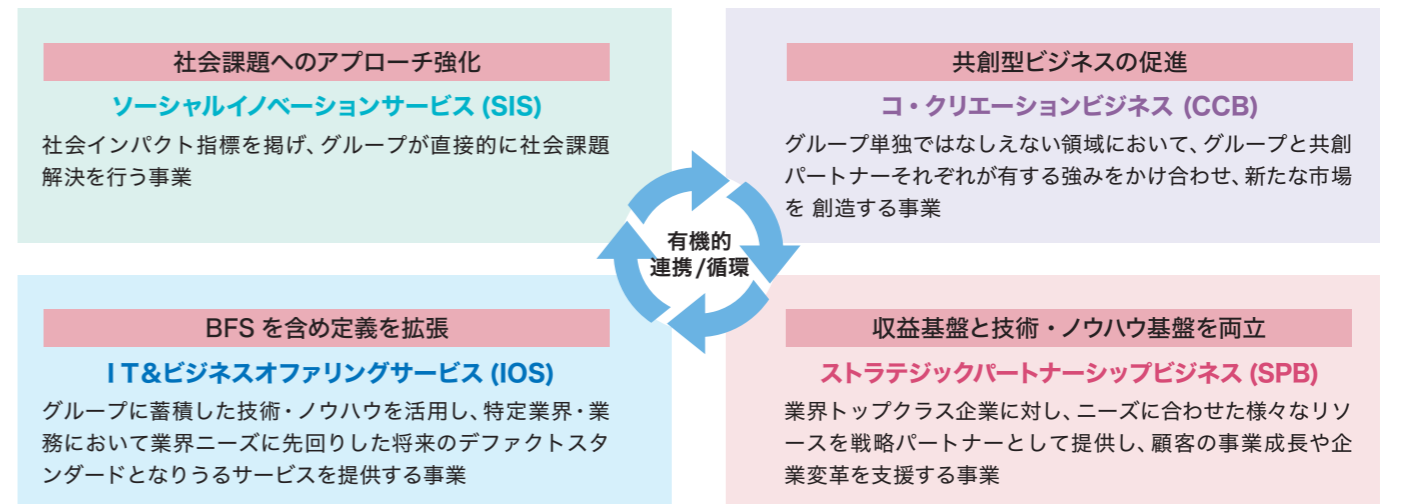 社会課題へのアプローチ強化
ソーシャルイノベーションサービス (SIS)
社会インパクト指標を掲げ、グループが直接的に社会課題
解決を行う事業
共創型ビジネスの促進
コ・クリエーションビジネス (CCB)
グループ単独ではなしえない領域において、グループと共創
パートナーそれぞれが有する強みをかけ合わせ、新たな市場
を 創造する事業
有機的
連携/循環
BFS を含め定義を拡張
IT&ビジネスオファリングサービス (IOS)
グループに蓄積した技術・ノウハウを活用し、特定業界・業
務において業界ニーズに先回りした将来のデファクトスタ
ンダードとなりうるサービスを提供する事業
収益基盤と技術・ノウハウ基盤を両立
ストラテジックパートナーシップビジネス (SPB)
業界トップクラス企業に対し、ニーズに合わせた様々なリソ
ースを戦略パートナーとして提供し、顧客の事業成長や企
業変革を支援する事業